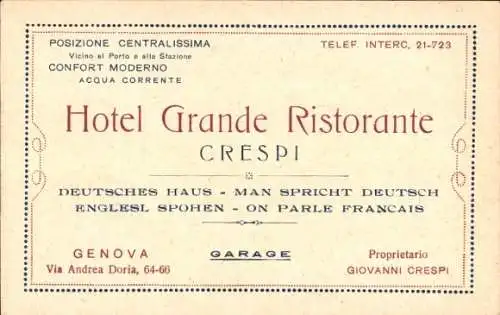 POSIZIONE CENTRALISSIMA
Vicino al Porto e alla Stazione
CONFORT MODERNO
ACQUA CORRENTE
TELEF. INTERC, 21-723
Hotel Grande Ristorante
CRESPI
DEUTSCHES HAUS - MAN SPRICHT DEUTSCH
ENGLESL SPOHEN - ON PARLE FRANCAIS
GENOVA
Via Andrea Doria, 64-66
GARAGE
Proprietario
GIOVANNI CRESPI